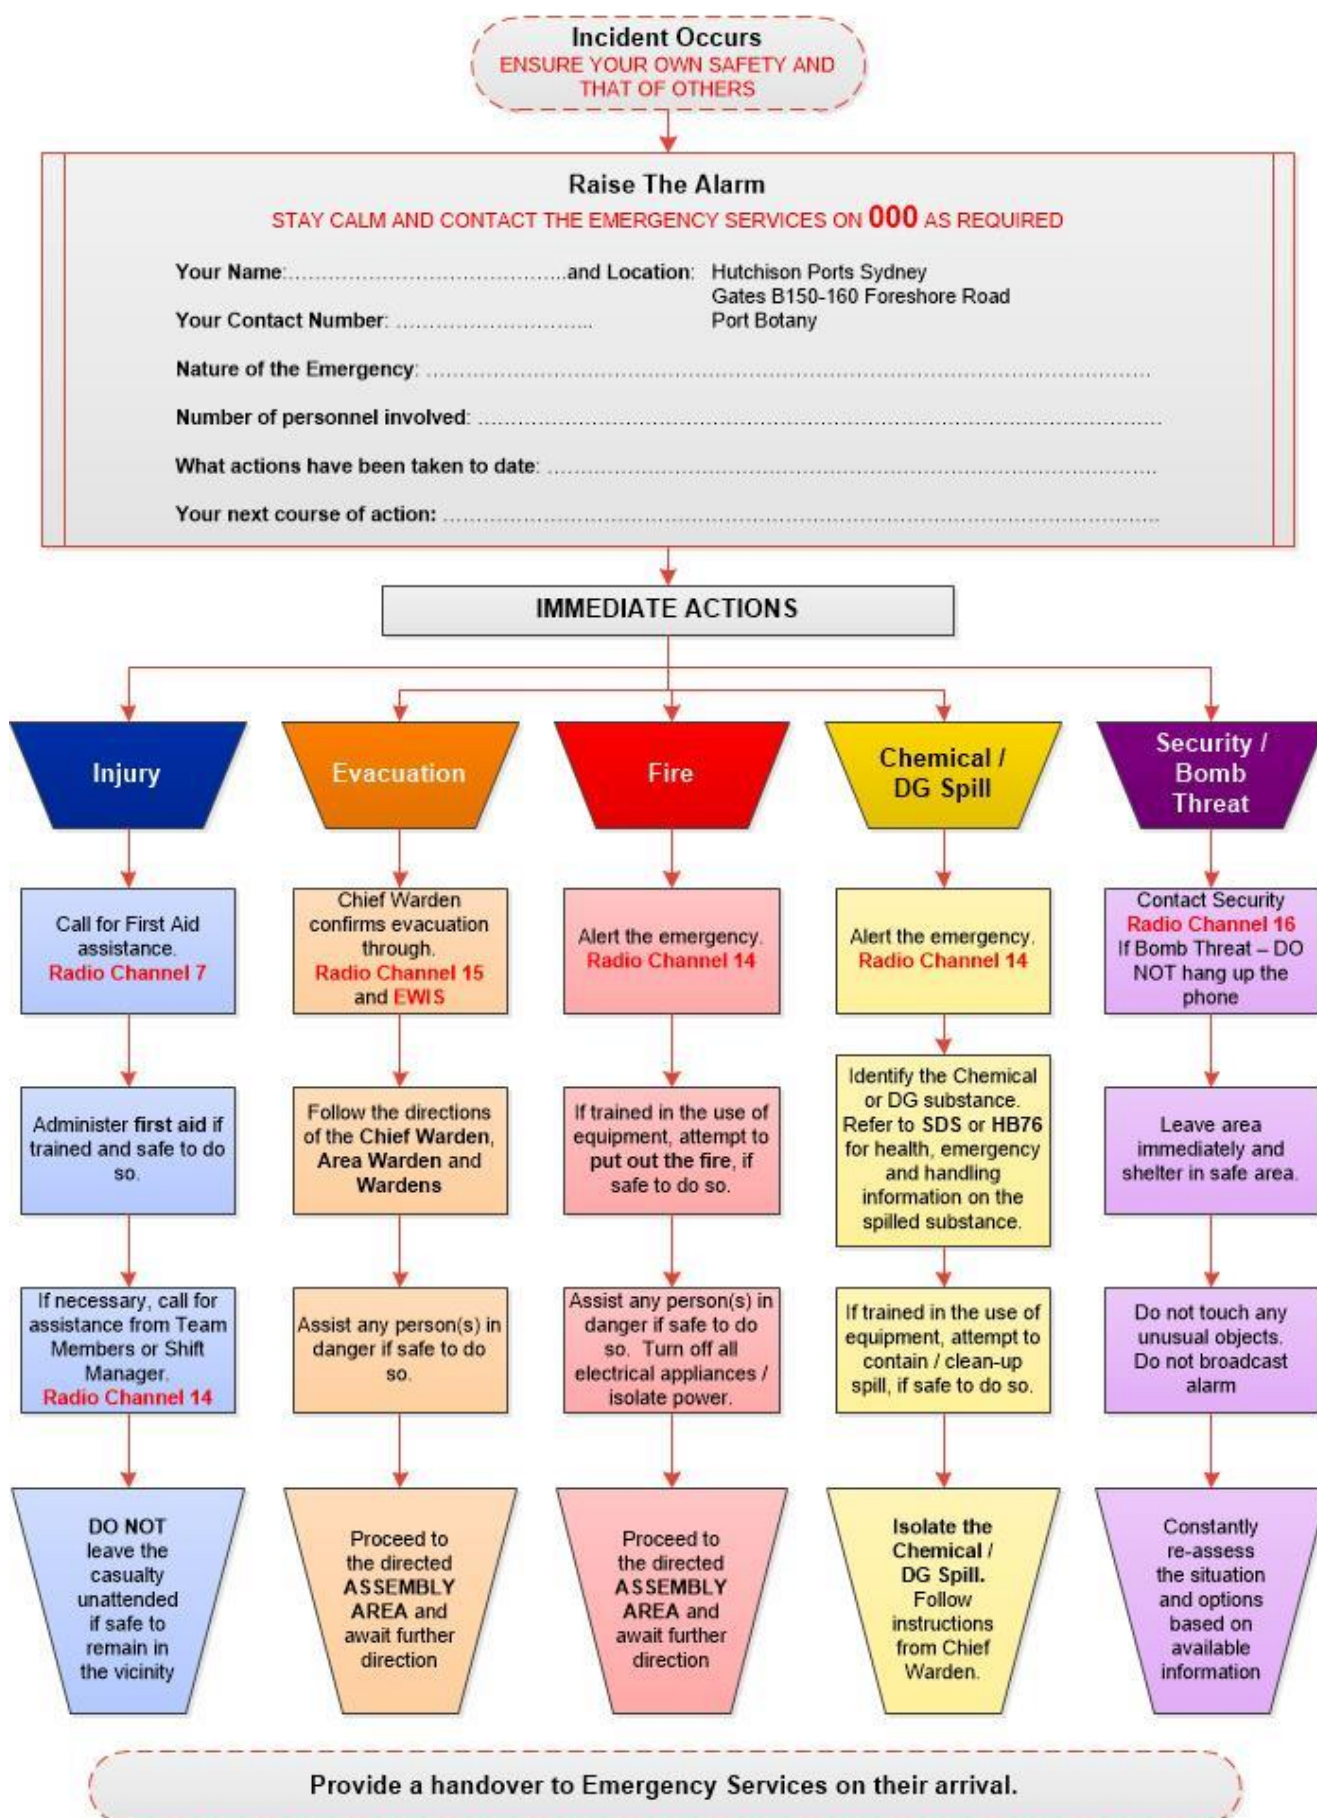 Incident Occurs
ENSURE YOUR OWN SAFETY AND
THAT OF OTHERS
Raise The Alarm
STAY CALM AND CONTACT THE EMERGENCY SERVICES ON 000 AS REQUIRED
Your Name:…………………………………and Location: Hutchison Ports Sydney
Gates B150-160 Foreshore Road
Your Contact Number: ……………………….. Port Botany
Nature of the Emergency: ……………………………………………………………………………
Number of personnel involved: …………………………………………………………………………
What actions have been taken to date: …………………………………………………………………
Your next course of action: ……………………………………………………………………………
IMMEDIATE ACTIONS
Injury
Call for First Aid
assistance.
Radio Channel 7
Administer first aid if
trained and safe to do
so.
If necessary, call for
assistance from Team
Members or Shift
Manager.
Radio Channel 14
DO NOT
leave the
casualty
unattended
if safe to
remain in
the vicinity
Evacuation
Chief Warden
confirms evacuation
through.
Radio Channel 15
and EWIS
Follow the directions
of the Chief Warden,
Area Warden and
Wardens
Assist any person(s) in
danger if safe to do
so.
Proceed to
the directed
ASSEMBLY
AREA and
await further
direction
Fire
Alert the emergency.
Radio Channel 14
If trained in the use of
equipment, attempt to
put out the fire, if
safe to do so.
Assist any person(s) in
danger if safe to do
so. Turn off all
electrical appliances /
isolate power.
Proceed to
the directed
ASSEMBLY
AREA and
await further
direction
Chemical /
DG Spill
Alert the emergency.
Radio Channel 14
Identify the Chemical
or DG substance.
Refer to SDS or HB76
for health, emergency
and handling
information on the
spilled substance.
If trained in the use of
equipment, attempt to
contain / clean-up
spill, if safe to do so.
Isolate the
Chemical /
DG Spill.
Follow
instructions
from Chief
Warden.
Security /
Bomb
Threat
Contact Security
Radio Channel 16
If Bomb Threat – DO
NOT hang up the
phone
Leave area
immediately and
shelter in safe area.
Do not touch any
unusual objects.
Do not broadcast
alarm
Constantly
re-assess
the situation
and options
based on
available
information
Provide a handover to Emergency Services on their arrival.